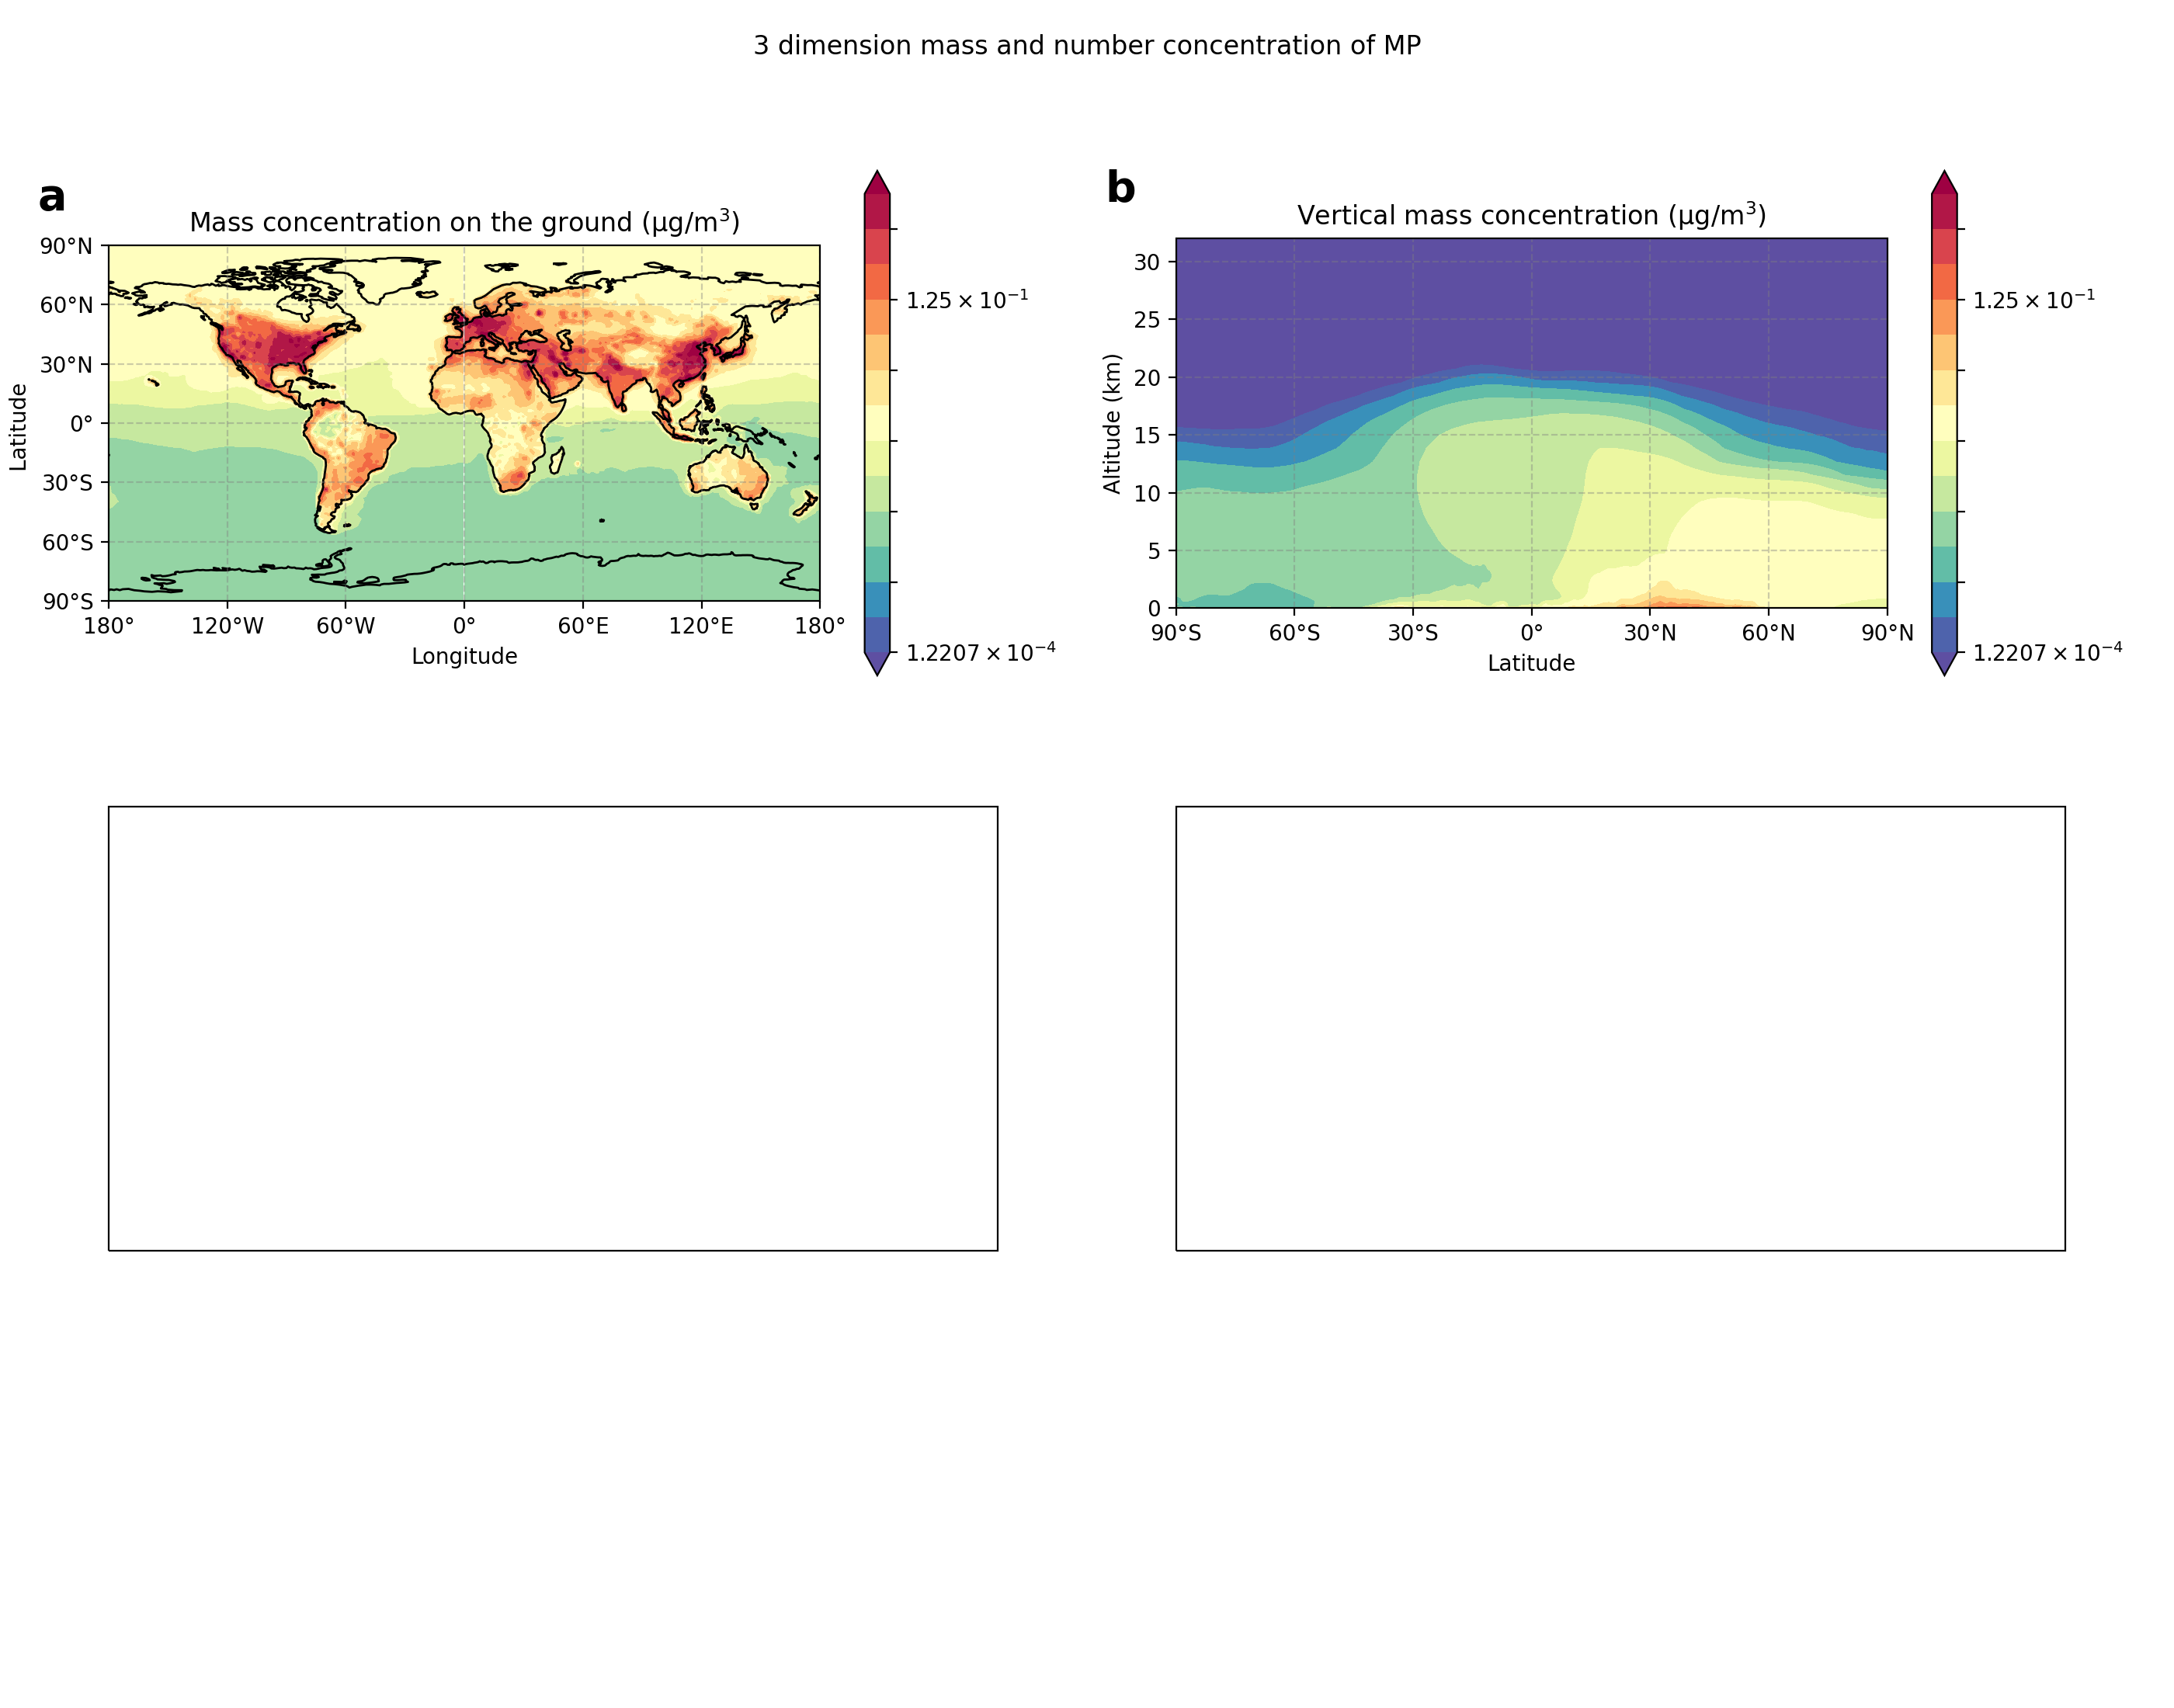 3 dimension mass and number concentration of MP
a
Mass concentration on the ground (µg/m³)
90°N
60°N
30°N
0°
30°S
60°S
90°S
Latitude
180°
120°W
60°W
0°
60°E
120°E
180°
Longitude
1.25 × 10⁻¹
1.2207 × 10⁻⁴
b
Vertical mass concentration (µg/m³)
30
25
20
15
10
5
0
Altitude (km)
90°S
60°S
30°S
0°
30°N
60°N
90°N
Latitude
1.25 × 10⁻¹
1.2207 × 10⁻⁴